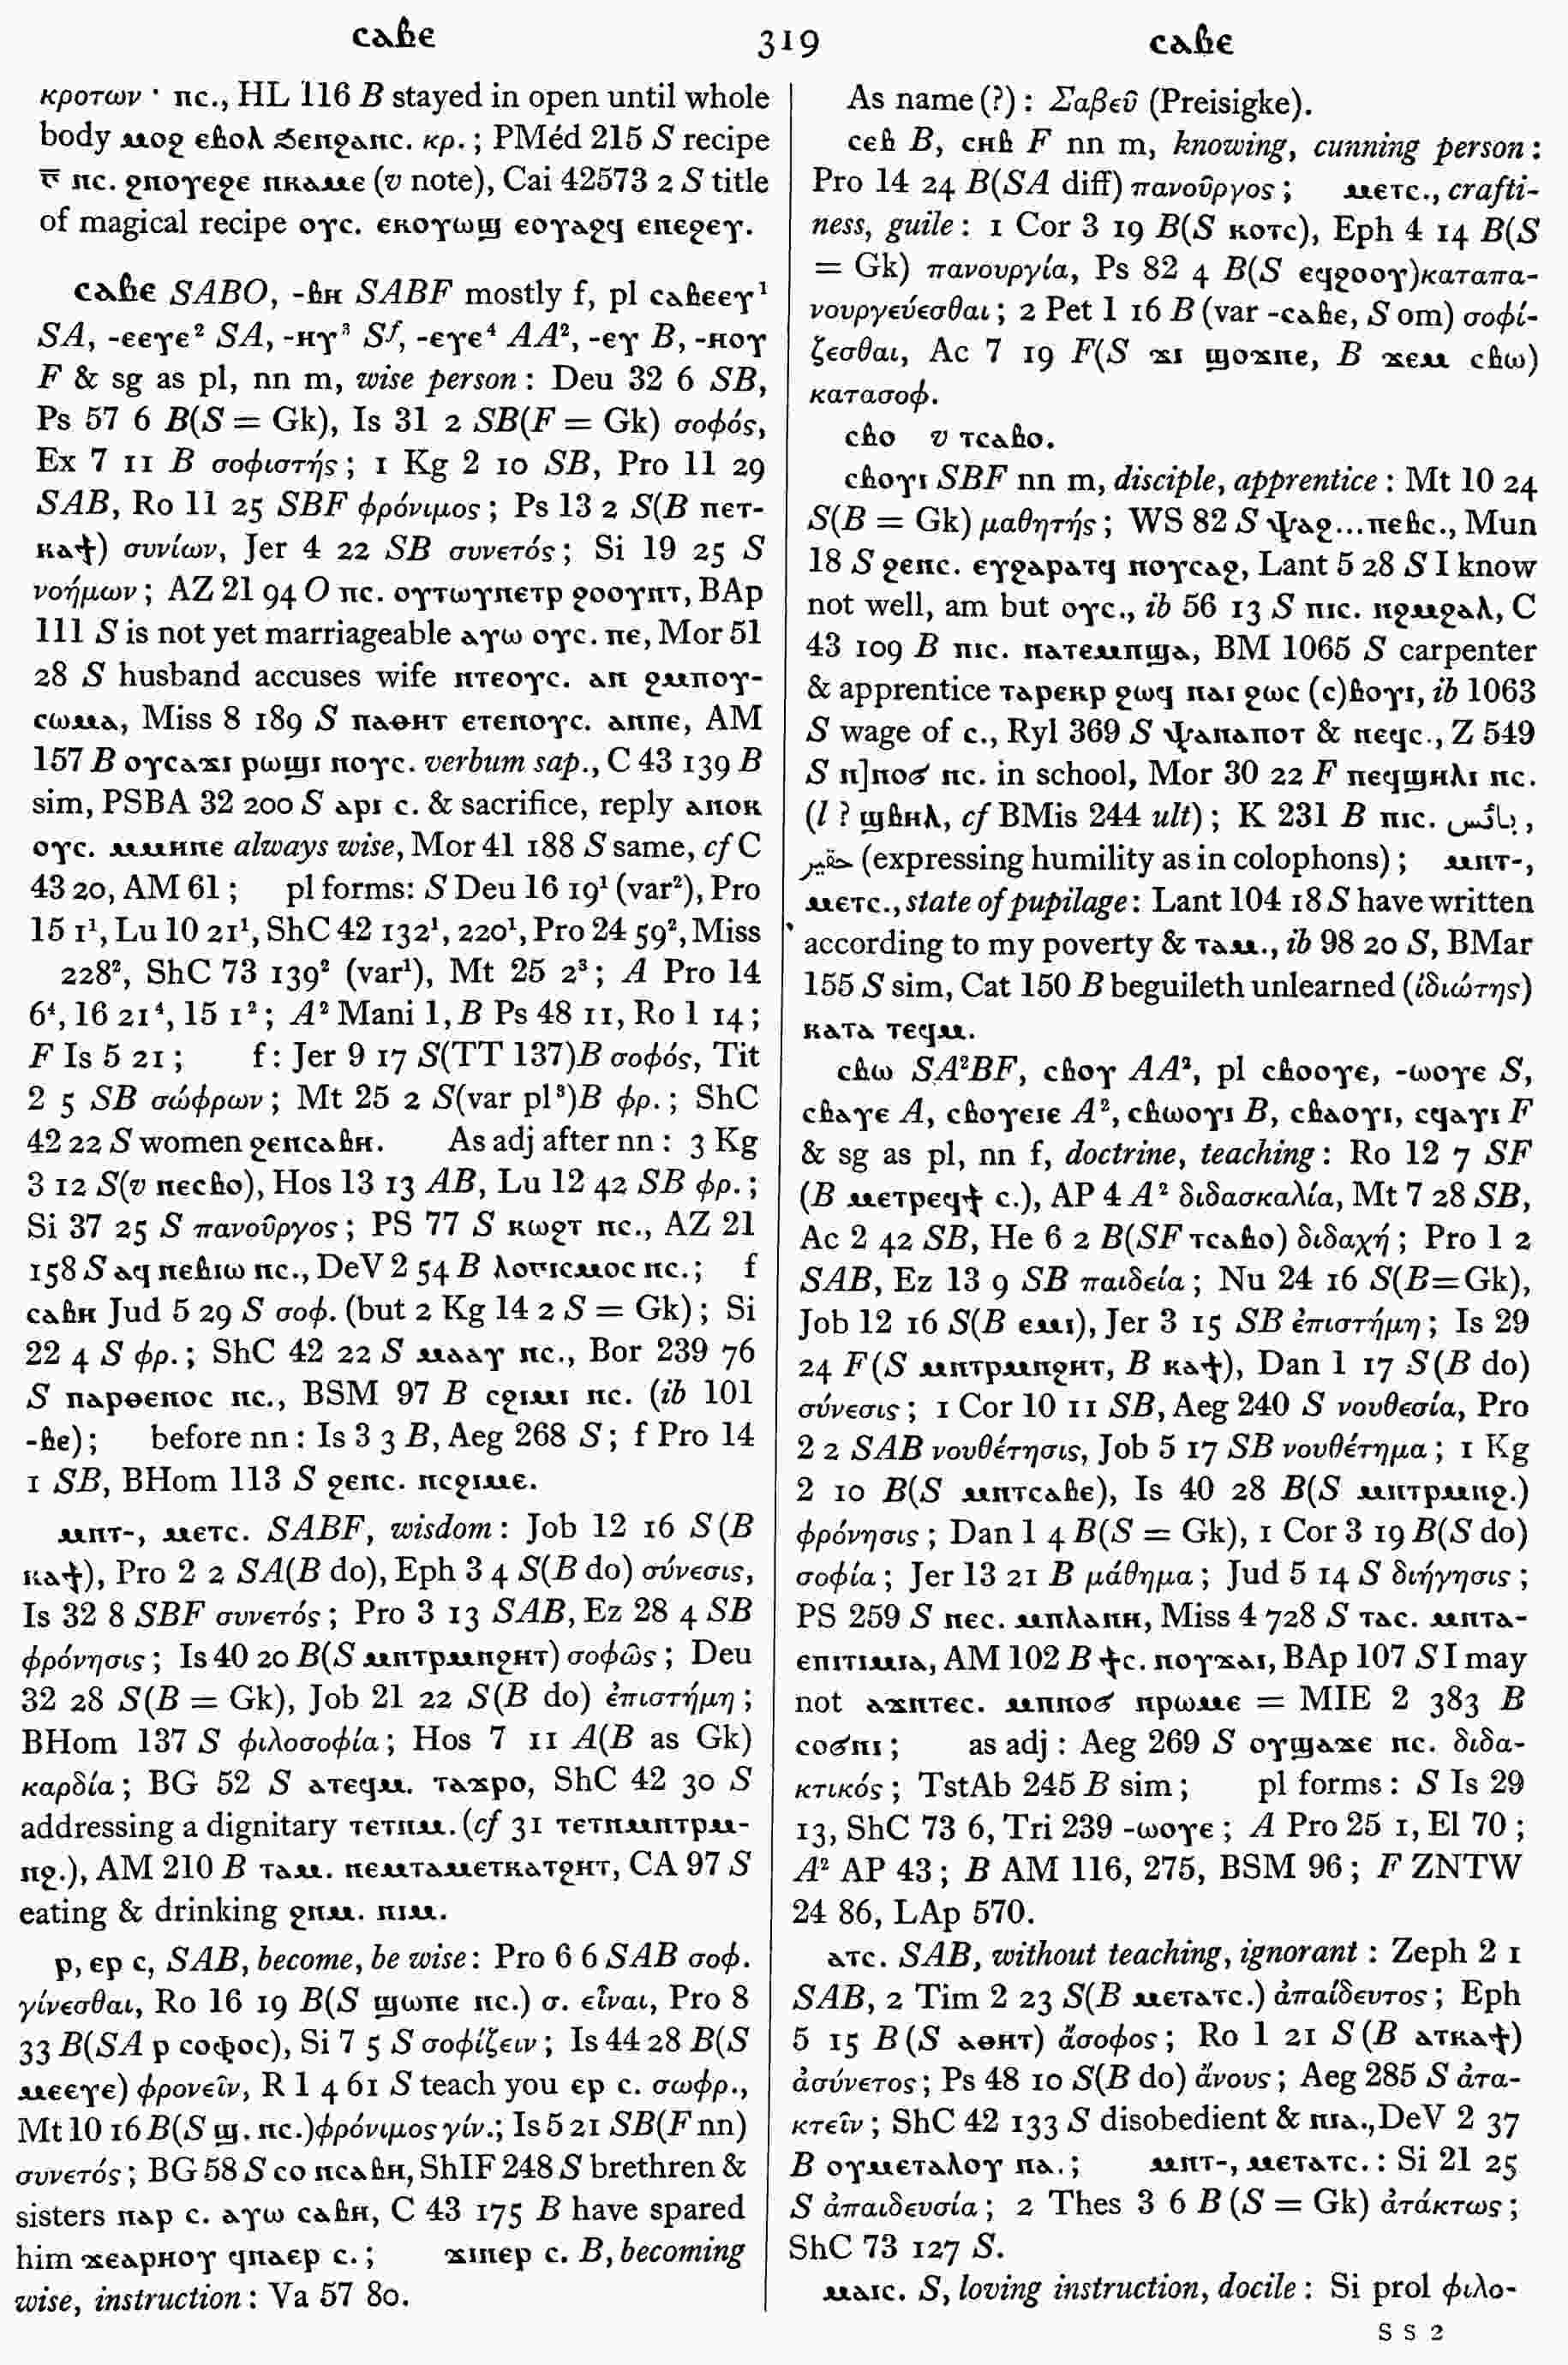 ⲥⲁⲃⲉ 319 ⲥⲁⲃⲉ
κροτων · ⲛⲥ., HL 116 B stayed in open until whole
body ⲙⲟϩ ⲉⲃⲟⲗ ϧⲉⲛϩⲁⲛⲥ. κρ.; PMéd 215 S recipe
ⲛⲥ. ϩⲛⲟⲩⲉϩⲉ ⲛⲕⲁⲙⲉ (v note), Cai 42573 2 S title
of magical recipe ⲟⲩⲥ. ⲉⲕⲟⲩⲱϣ ⲉⲟⲩⲁϩϥ ⲉⲡⲉϩⲉⲩ.
ⲥⲁⲃⲉ SABO, -ⲃⲏ SABF mostly f, pl ⲥⲁⲃⲉⲉⲩ¹
SA, -ⲉⲉⲩⲉ² SA, -ⲏⲩ³ Sᶠ, -ⲉⲩⲉ⁴ AA², -ⲉⲩ B, -ⲏⲟⲩ
F & sg as pl, nn m, wise person: Deu 32 6 SB,
Ps 57 6 B(S = Gk), Is 31 2 SB(F = Gk) σοφός,
Ex 7 11 B σοφιστής; 1 Kg 2 10 SB, Pro 11 29
SAB, Ro 11 25 SBF φρόνιμος; Ps 13 2 S(B ⲡⲉⲧ-
ⲕⲁϯ) συνίων, Jer 4 22 SB συνετός; Si 19 25 S
νοήμων; AZ 21 94 O ⲡⲥ. ⲟⲩⲧⲱⲩⲡⲉⲧⲣ ϩⲟⲟⲩⲛⲧ, BAp
111 S is not yet marriageable ⲁⲩⲱ ⲟⲩⲥ. ⲡⲉ, Mor 51
28 S husband accuses wife ⲛⲧⲉⲟⲩⲥ. ⲁⲛ ϩⲙⲡⲟⲩ-
ⲥⲱⲙⲁ, Miss 8 189 S ⲡⲁⲑⲏⲧ ⲉⲧⲉⲛⲟⲩⲥ. ⲁⲛⲡⲉ, AM
157 B ⲟⲩⲥⲁϫⲓ ⲣⲱϣⲓ ⲛⲟⲩⲥ. verbum sap., C 43 139 B
sim, PSBA 32 200 S ⲁⲣⲓ ⲥ. & sacrifice, reply ⲁⲛⲟⲕ
ⲟⲩⲥ. ⲙⲙⲏⲛⲉ always wise, Mor 41 188 S same, cf C
43 20, AM 61; pl forms: S Deu 16 19¹ (var²), Pro
15 1¹, Lu 10 21¹, ShC 42 132¹, 220¹, Pro 24 59², Miss
228², ShC 73 139² (var¹), Mt 25 2³; A Pro 14
6⁴, 16 21⁴, 15 1²; A² Mani 1, B Ps 48 11, Ro 1 14;
F Is 5 21; f: Jer 9 17 S(TT 137)B σοφός, Tit
2 5 SB σώφρων; Mt 25 2 S(var pl³)B φρ.; ShC
42 22 S women ϩⲉⲛⲥⲁⲃⲏ. As adj after nn: 3 Kg
3 12 S(v ⲡⲉⲥⲃⲟ), Hos 13 13 AB, Lu 12 42 SB φρ.;
Si 37 25 S πανοῦργος; PS 77 S ⲕⲱϩⲧ ⲛⲥ., AZ 21
158 S ⲁϥ ⲛⲉⲃⲓⲱ ⲛⲥ., DeV 2 54 B ⲗⲟⲅⲓⲥⲙⲟⲥ ⲛⲥ.; f
ⲥⲁⲃⲏ Jud 5 29 S σοφ. (but 2 Kg 14 2 S = Gk); Si
22 4 S φρ.; ShC 42 22 S ⲙⲁⲁⲩ ⲛⲥ., Bor 239 76
S ⲡⲁⲣⲑⲉⲛⲟⲥ ⲛⲥ., BSM 97 B ⲥϩⲓⲙⲓ ⲛⲥ. (ib 101
-ⲃⲉ); before nn: Is 3 3 B, Aeg 268 S; f Pro 14
1 SB, BHom 113 S ϩⲉⲛⲥ. ⲛⲥϩⲓⲙⲉ.
ⲙⲛⲧ-, ⲙⲉⲧⲥ. SABF, wisdom: Job 12 16 S (B
ⲕⲁϯ), Pro 2 2 SA(B do), Eph 3 4 S(B do) σύνεσις,
Is 32 8 SBF συνετός; Pro 3 13 SAB, Ez 28 4 SB
φρόνησις; Is 40 20 B(S ⲙⲛⲧⲣⲙⲛϩⲏⲧ) σοφῶς; Deu
32 28 S(B = Gk), Job 21 22 S(B do) ἐπιστήμη;
BHom 137 S φιλοσοφία; Hos 7 11 A(B as Gk)
καρδία; BG 52 S ⲁⲧⲉϥⲙ. ⲧⲁϫⲣⲟ, ShC 42 30 S
addressing a dignitary ⲧⲉⲧⲛⲙ. (cf 31 ⲧⲉⲧⲛⲙⲛⲧⲣⲙ-
ⲛϩ.), AM 210 B ⲧⲁⲙ. ⲛⲉⲙⲧⲁⲙⲉⲧⲕⲁⲧϩⲏⲧ, CA 97 S
eating & drinking ϩⲛⲙ. ⲛⲓⲙ.
ⲣ, ⲉⲣ ⲥ, SAB, become, be wise: Pro 6 6 SAB σοφ.
γίνεσθαι, Ro 16 19 B(S ϣⲱⲡⲉ ⲛⲥ.) σ. εἶναι, Pro 8
33 B(SA ⲣ ⲥⲟⲫⲟⲥ), Si 7 5 S σοφίζειν; Is 44 28 B(S
ⲙⲉⲉⲩⲉ) φρονεῖν, R 1 4 61 S teach you ⲉⲣ ⲥ. σωφρ.,
Mt 10 16 B(S ϣ. ⲛⲥ.)φρόνιμος γίν.; Is 5 21 SB(F nn)
συνετός; BG 58 S ⲥⲟ ⲛⲥⲁⲃⲏ, ShIF 248 S brethren &
sisters ⲛⲁⲣ ⲥ. ⲁⲩⲱ ⲥⲁⲃⲏ, C 43 175 B have spared
him ϫⲉⲁⲣⲏⲟⲩ ϥⲛⲁⲉⲣ ⲥ.; ϫⲓⲛⲉⲣ ⲥ. B, becoming
wise, instruction: Va 57 80.
As name (?): Σαβεῦ (Preisigke).
ⲥⲉⲃ B, ⲥⲏⲃ F nn m, knowing, cunning person:
Pro 14 24 B(SA diff) πανοῦργος; ⲙⲉⲧⲥ., crafti-
ness, guile: 1 Cor 3 19 B(S ⲕⲟⲧⲥ), Eph 4 14 B(S
= Gk) πανουργία, Ps 82 4 B(S ⲉϥϩⲟⲟⲩ)καταπα-
νουργεύεσθαι; 2 Pet 1 16 B (var -ⲥⲁⲃⲉ, S om) σοφί-
ζεσθαι, Ac 7 19 F(S ϫⲓ ϣⲟϫⲛⲉ, B ϫⲉⲙ ⲥⲃⲱ)
κατασοφ.
ⲥⲃⲟ v ⲧⲥⲁⲃⲟ.
ⲥⲃⲟⲩⲓ SBF nn m, disciple, apprentice: Mt 10 24
S(B = Gk) μαθητής; WS 82 S ⲯⲁϩ...ⲡⲉⲃⲥ., Mun
18 S ϩⲉⲛⲥ. ⲉⲩϩⲁⲣⲁⲧϥ ⲛⲟⲩⲥⲁϩ, Lant 5 28 S I know
not well, am but ⲟⲩⲥ., ib 56 13 S ⲡⲓⲥ. ⲛϩⲙϩⲁⲗ, C
43 109 B ⲡⲓⲥ. ⲛⲁⲧⲉⲙⲡϣⲁ, BM 1065 S carpenter
& apprentice ⲧⲁⲣⲉⲕⲣ ϩⲱϥ ⲛⲁⲓ ϩⲱⲥ (ⲥ)ⲃⲟⲩⲓ, ib 1063
S wage of ⲥ., Ryl 369 S ⲯⲁⲛⲁⲡⲟⲧ & ⲡⲉϥⲥ., Z 549
S ⲛ]ⲛⲟϭ ⲛⲥ. in school, Mor 30 22 F ⲡⲉϥϣⲏⲗⲓ ⲛⲥ.
(l ? ϣⲃⲏⲗ, cf BMis 244 ult); K 231 B ⲡⲓⲥ. بائس,
حقير (expressing humility as in colophons); ⲙⲛⲧ-,
ⲙⲉⲧⲥ., state of pupilage: Lant 104 18 S have written
according to my poverty & ⲧⲁⲙ., ib 98 20 S, BMar
155 S sim, Cat 150 B beguileth unlearned (ἰδιώτης)
ⲕⲁⲧⲁ ⲧⲉϥⲙ.
ⲥⲃⲱ SA²BF, ⲥⲃⲟⲩ AA², pl ⲥⲃⲟⲟⲩⲉ, -ⲱⲟⲩⲉ S,
ⲥⲃⲁⲩⲉ A, ⲥⲃⲟⲩⲉⲓⲉ A², ⲥⲃⲱⲟⲩⲓ B, ⲥⲃⲁⲟⲩⲓ, ⲥϥⲁⲩⲓ F
& sg as pl, nn f, doctrine, teaching: Ro 12 7 SF
(B ⲙⲉⲧⲣⲉϥϯ ⲥ.), AP 4 A² διδασκαλία, Mt 7 28 SB,
Ac 2 42 SB, He 6 2 B(SF ⲧⲥⲁⲃⲟ) διδαχή; Pro 1 2
SAB, Ez 13 9 SB παιδεία; Nu 24 16 S(B=Gk),
Job 12 16 S(B ⲉⲙⲓ), Jer 3 15 SB ἐπιστήμη; Is 29
24 F(S ⲙⲛⲧⲣⲙⲛϩⲏⲧ, B ⲕⲁϯ), Dan 1 17 S(B do)
σύνεσις; 1 Cor 10 11 SB, Aeg 240 S νουθεσία, Pro
2 2 SAB νουθέτησις, Job 5 17 SB νουθέτημα; 1 Kg
2 10 B(S ⲙⲛⲧⲥⲁⲃⲉ), Is 40 28 B(S ⲙⲛⲧⲣⲙⲛϩ.)
φρόνησις; Dan 1 4 B(S = Gk), 1 Cor 3 19 B(S do)
σοφία; Jer 13 21 B μάθημα; Jud 5 14 S διήγησις;
PS 259 S ⲛⲉⲥ. ⲙⲡⲗⲁⲛⲏ, Miss 4 728 S ⲧⲁⲥ. ⲙⲛⲧⲁ-
ⲉⲡⲓⲧⲓⲙⲓⲁ, AM 102 B ϯⲥ. ⲛⲟⲩϫⲁⲓ, BAp 107 S I may
not ⲁϫⲛⲧⲉⲥ. ⲙⲡⲛⲟϭ ⲛⲣⲱⲙⲉ = MIE 2 383 B
ⲥⲟϭⲛⲓ; as adj: Aeg 269 S ⲟⲩϣⲁϫⲉ ⲛⲥ. διδα-
κτικός; TstAb 245 B sim; pl forms: S Is 29
13, ShC 73 6, Tri 239 -ⲱⲟⲩⲉ; A Pro 25 1, El 70;
A² AP 43; B AM 116, 275, BSM 96; F ZNTW
24 86, LAp 570.
ⲁⲧⲥ. SAB, without teaching, ignorant: Zeph 2 1
SAB, 2 Tim 2 23 S(B ⲙⲉⲧⲁⲧⲥ.) ἀπαίδευτος; Eph
5 15 B (S ⲁⲑⲏⲧ) ἄσοφος; Ro 1 21 S (B ⲁⲧⲕⲁϯ)
ἀσύνετος; Ps 48 10 S(B do) ἄνους; Aeg 285 S ἀτα-
κτεῖν; ShC 42 133 S disobedient & ⲛⲓⲁ., DeV 2 37
B ⲟⲩⲙⲉⲧⲁⲗⲟⲩ ⲛⲁ.; ⲙⲛⲧ-, ⲙⲉⲧⲁⲧⲥ.: Si 21 25
S ἀπαιδευσία; 2 Thes 3 6 B (S = Gk) ἀτάκτως;
ShC 73 127 S.
ⲙⲁⲓⲥ. S, loving instruction, docile: Si prol φιλο-
S S 2